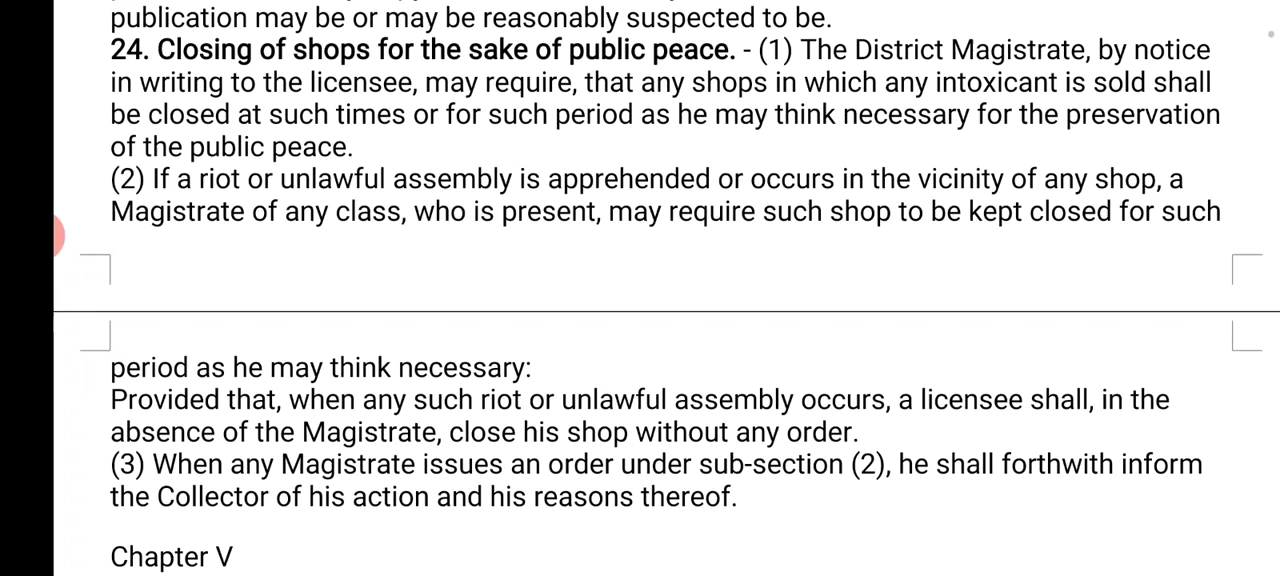 publication may be or may be reasonably suspected to be.
24. Closing of shops for the sake of public peace. - (1) The District Magistrate, by notice
in writing to the licensee, may require, that any shops in which any intoxicant is sold shall
be closed at such times or for such period as he may think necessary for the preservation
of the public peace.
(2) If a riot or unlawful assembly is apprehended or occurs in the vicinity of any shop, a
Magistrate of any class, who is present, may require such shop to be kept closed for such
period as he may think necessary:
Provided that, when any such riot or unlawful assembly occurs, a licensee shall, in the
absence of the Magistrate, close his shop without any order.
(3) When any Magistrate issues an order under sub-section (2), he shall forthwith inform
the Collector of his action and his reasons thereof.
Chapter V